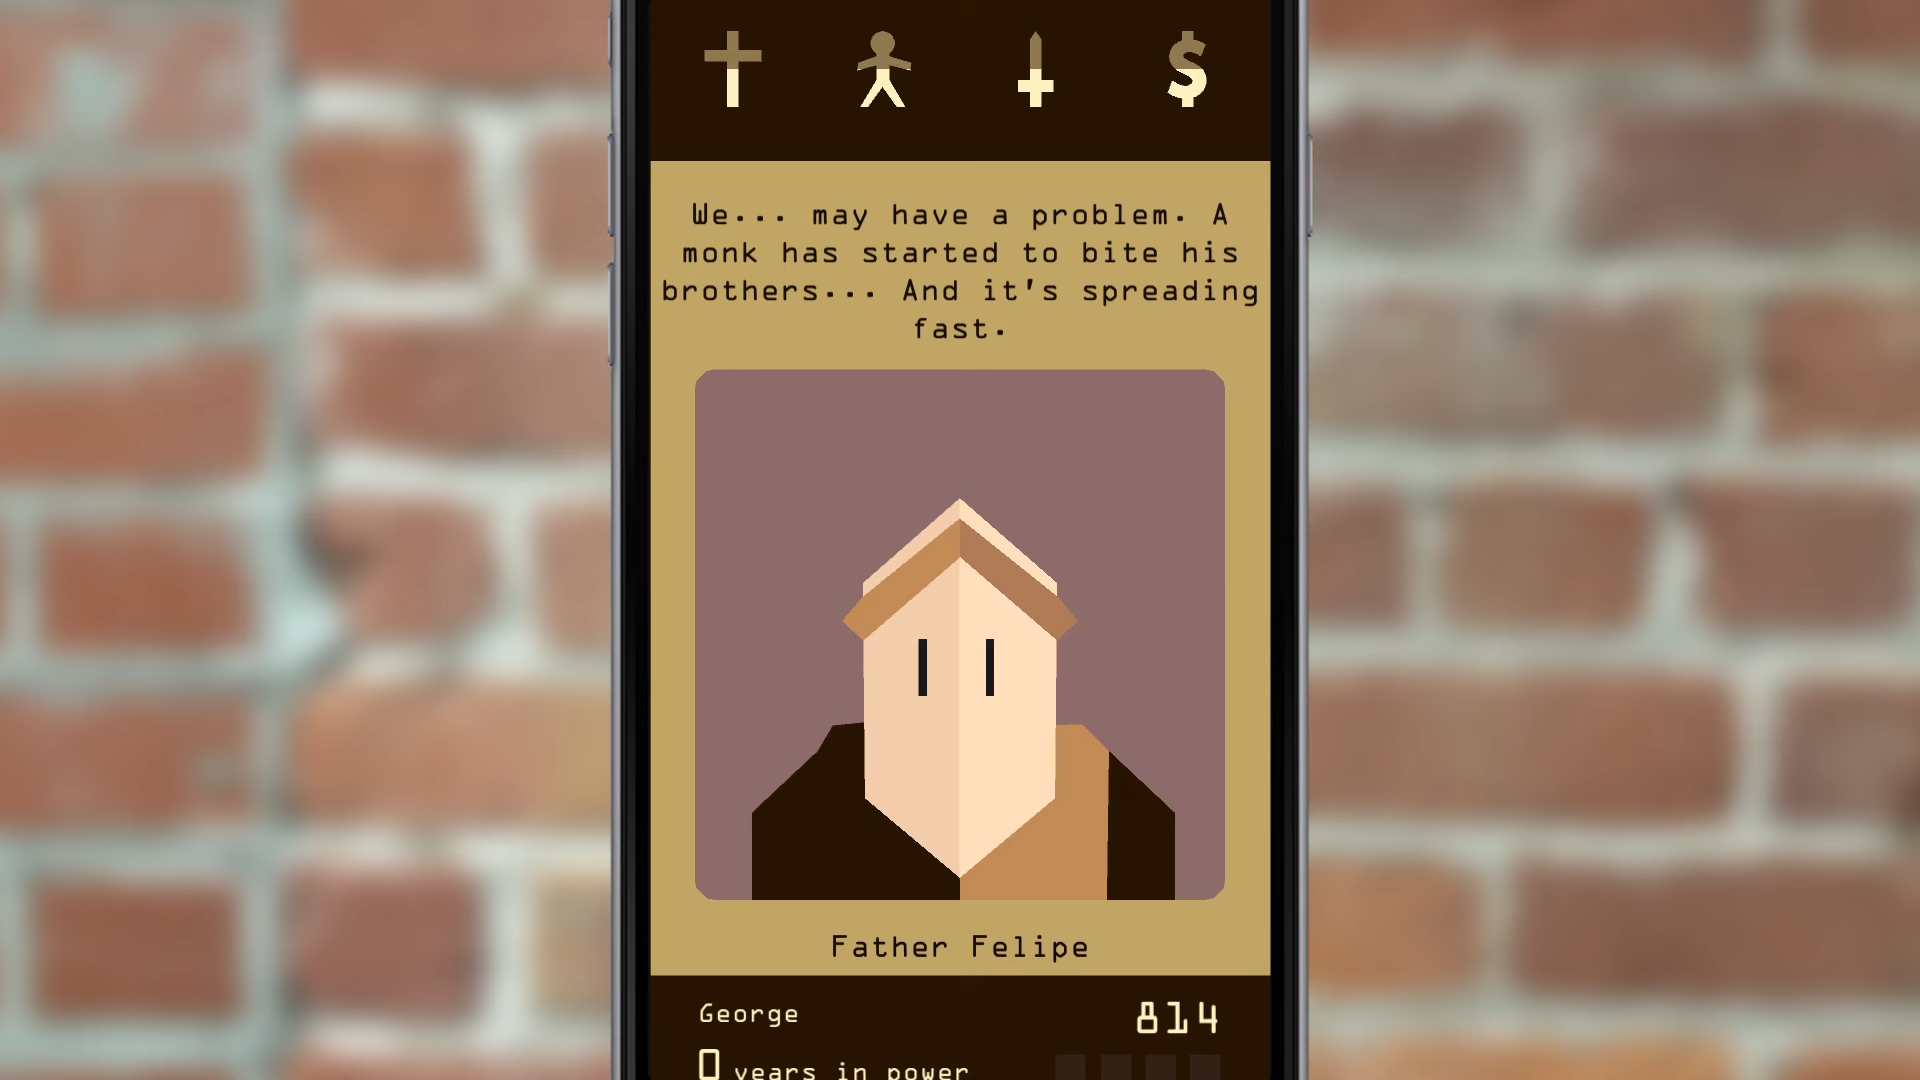 We... may have a problem. A
monk has started to bite his
brothers... And it's spreading
fast.
Father Felipe
George
814
0 years in power